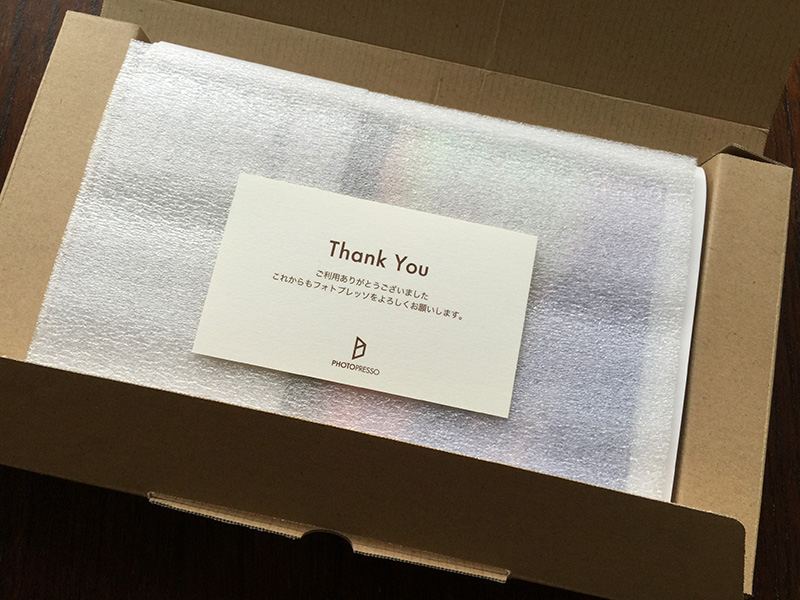 Thank You
ご利用ありがとうございました
これからもフォトプレッソをよろしくお願いします。
PHOTOPRESSO